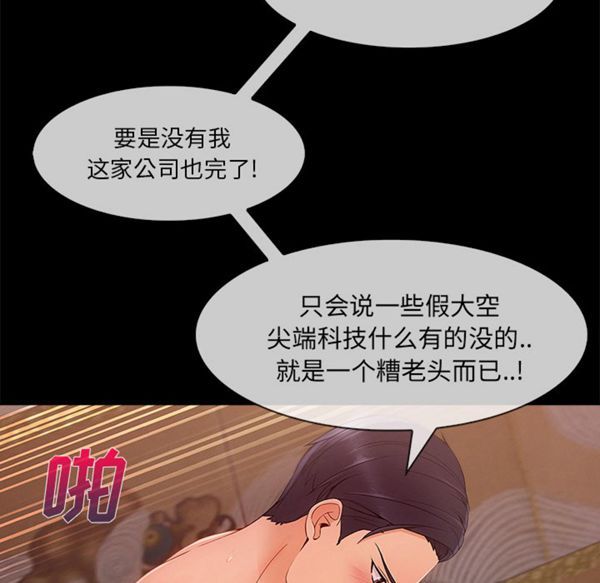 要是没有我
这家公司也完了!
只会说一些假大空
尖端科技什么有的没的..
就是一个糟老头而已..!
啪